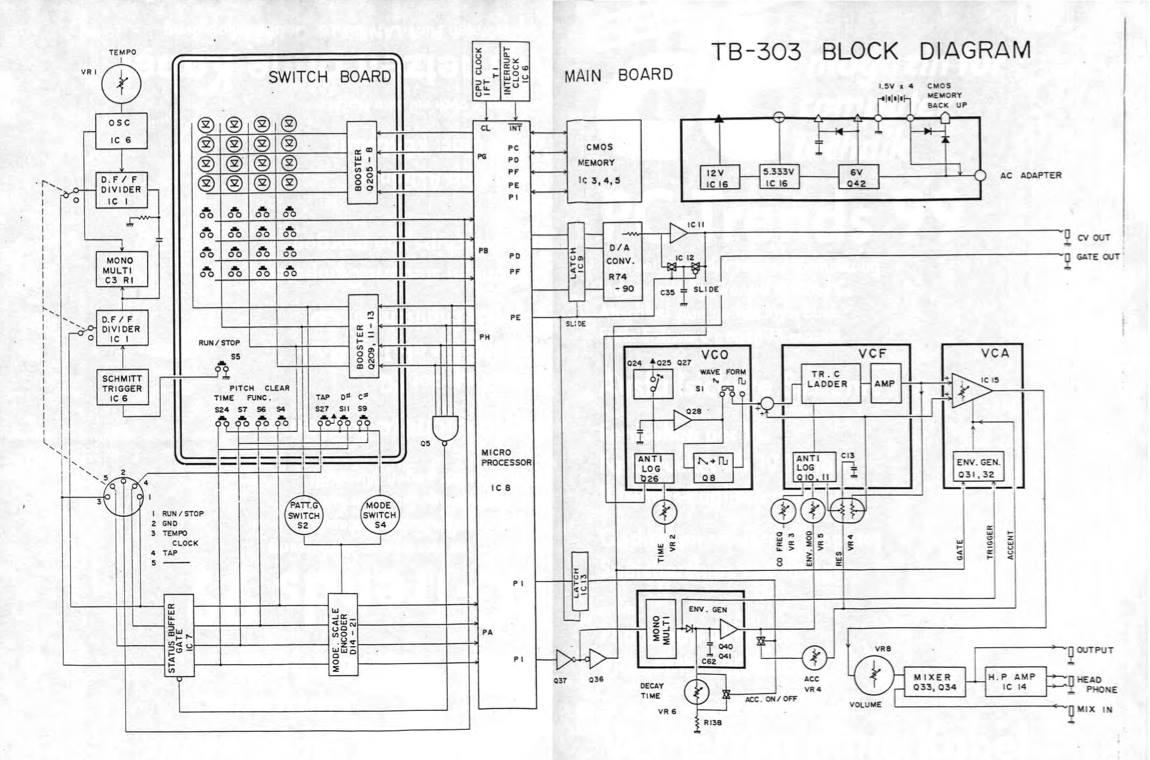 TB-303 BLOCK DIAGRAM
TEMPO
VR1
OSC
IC 6
D.F/F
DIVIDER
IC 1
MONO
MULTI
C3 R1
D.F/F
DIVIDER
IC 1
SCHMITT
TRIGGER
IC 6
SWITCH BOARD
BOOSTER
Q205-8
BOOSTER
Q209, 11-13
RUN/STOP
S5
PITCH CLEAR
TIME FUNC.
S24 S7 S6 S4
TAP D# C#
S27 S11 S9
Q5
PATT.G
SWITCH
S2
MODE
SWITCH
S4
5
2
4
3
1
1 RUN/STOP
2 GND
3 TEMPO
CLOCK
4 TAP
5
STATUS BUFFER
GATE
IC 7
MODE. SCALE
ENCODER
D14-21
CPU CLOCK
IFT
T1
INTERRUPT
CLOCK
IC 6
MAIN BOARD
CL
INT
PG
PC
PD
PF
PE
P1
PB
PD
PF
PE
PH
MICRO
PROCESSOR
IC 8
P1
PA
P1
CMOS
MEMORY
IC 3, 4, 5
1.5V x 4
CMOS
MEMORY
BACK UP
12V
IC16
5.333V
IC 16
6V
Q42
AC ADAPTER
LATCH
IC9
D/A
CONV.
R74
-90
IC11
IC 12
C35
SLIDE
SLIDE
CV OUT
GATE OUT
VCO
Q24
Q25
Q27
WAVE FORM
S1
Q28
ANTI
LOG
Q26
Q8
TIME
VR 2
VCF
TR. C
LADDER
AMP
ANTI
LOG
Q10, 11
C13
CO FREQ
VR 3
ENV. MOD
VR 5
RES
VR4
VCA
IC 15
ENV. GEN.
Q31, 32
GATE
TRIGGER
ACCENT
LATCH
IC13
ENV. GEN
MONO
MULTI
Q40
Q41
C62
Q37
Q36
DECAY
TIME
VR 6
R138
ACC. ON/OFF
ACC
VR 4
VR8
VOLUME
MIXER
Q33, Q34
H.P AMP
IC 14
OUTPUT
HEAD
PHONE
MIX IN